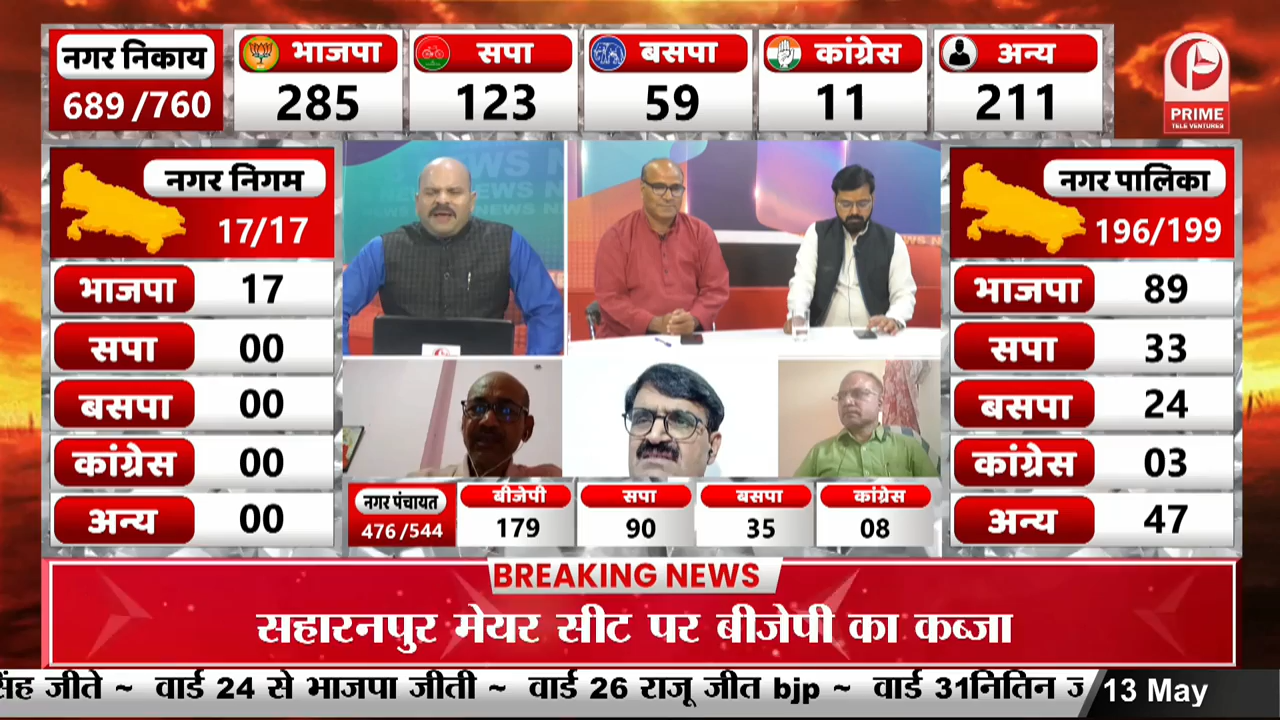 नगर निकाय
689/760
भाजपा
285
सपा
123
बसपा
59
कांग्रेस
11
अन्य
211
PRIME
TELE VENTURES
नगर निगम
17/17
भाजपा 17
सपा 00
बसपा 00
कांग्रेस 00
अन्य 00
नगर पालिका
196/199
भाजपा 89
सपा 33
बसपा 24
कांग्रेस 03
अन्य 47
नगर पंचायत
476/544
बीजेपी
179
सपा
90
बसपा
35
कांग्रेस
08
BREAKING NEWS
सहारनपुर मेयर सीट पर बीजेपी का कब्जा
सिंह जीते ~ वार्ड 24 से भाजपा जीती ~ वार्ड 26 राजू जीत bjp ~ वार्ड 31नितिन
13 May